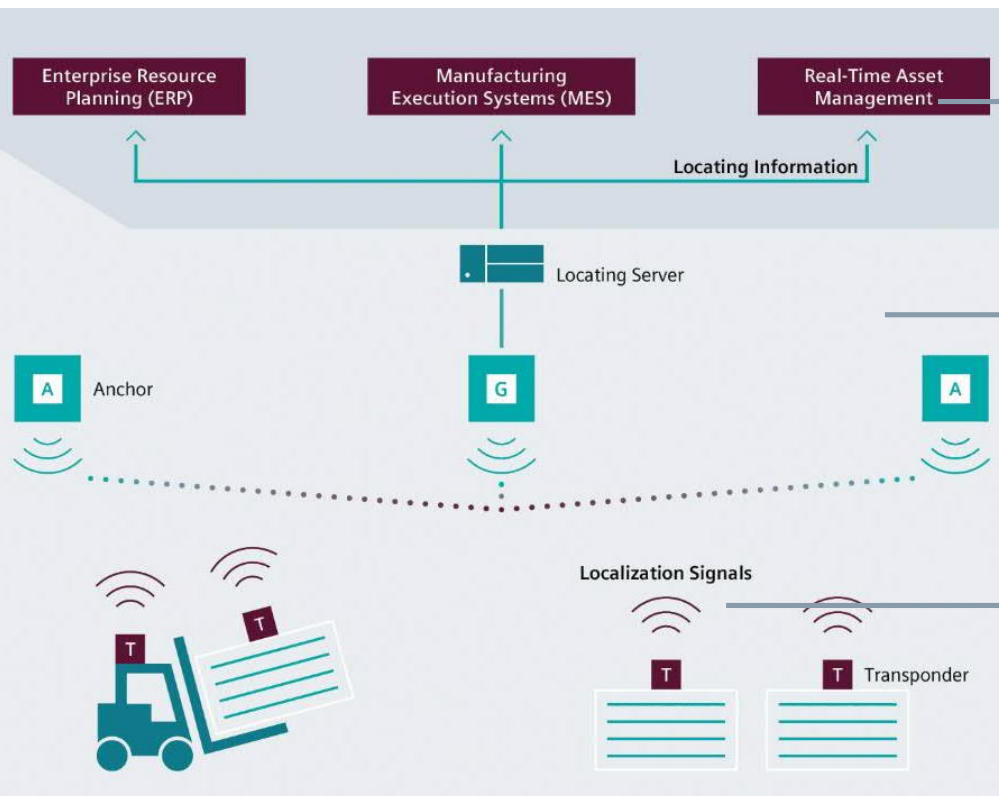 Enterprise Resource
Planning (ERP)
Manufacturing
Execution Systems (MES)
Real-Time Asset
Management
Locating Information
Locating Server
A
Anchor
G
A
Localization Signals
T
T
T
T
Transponder